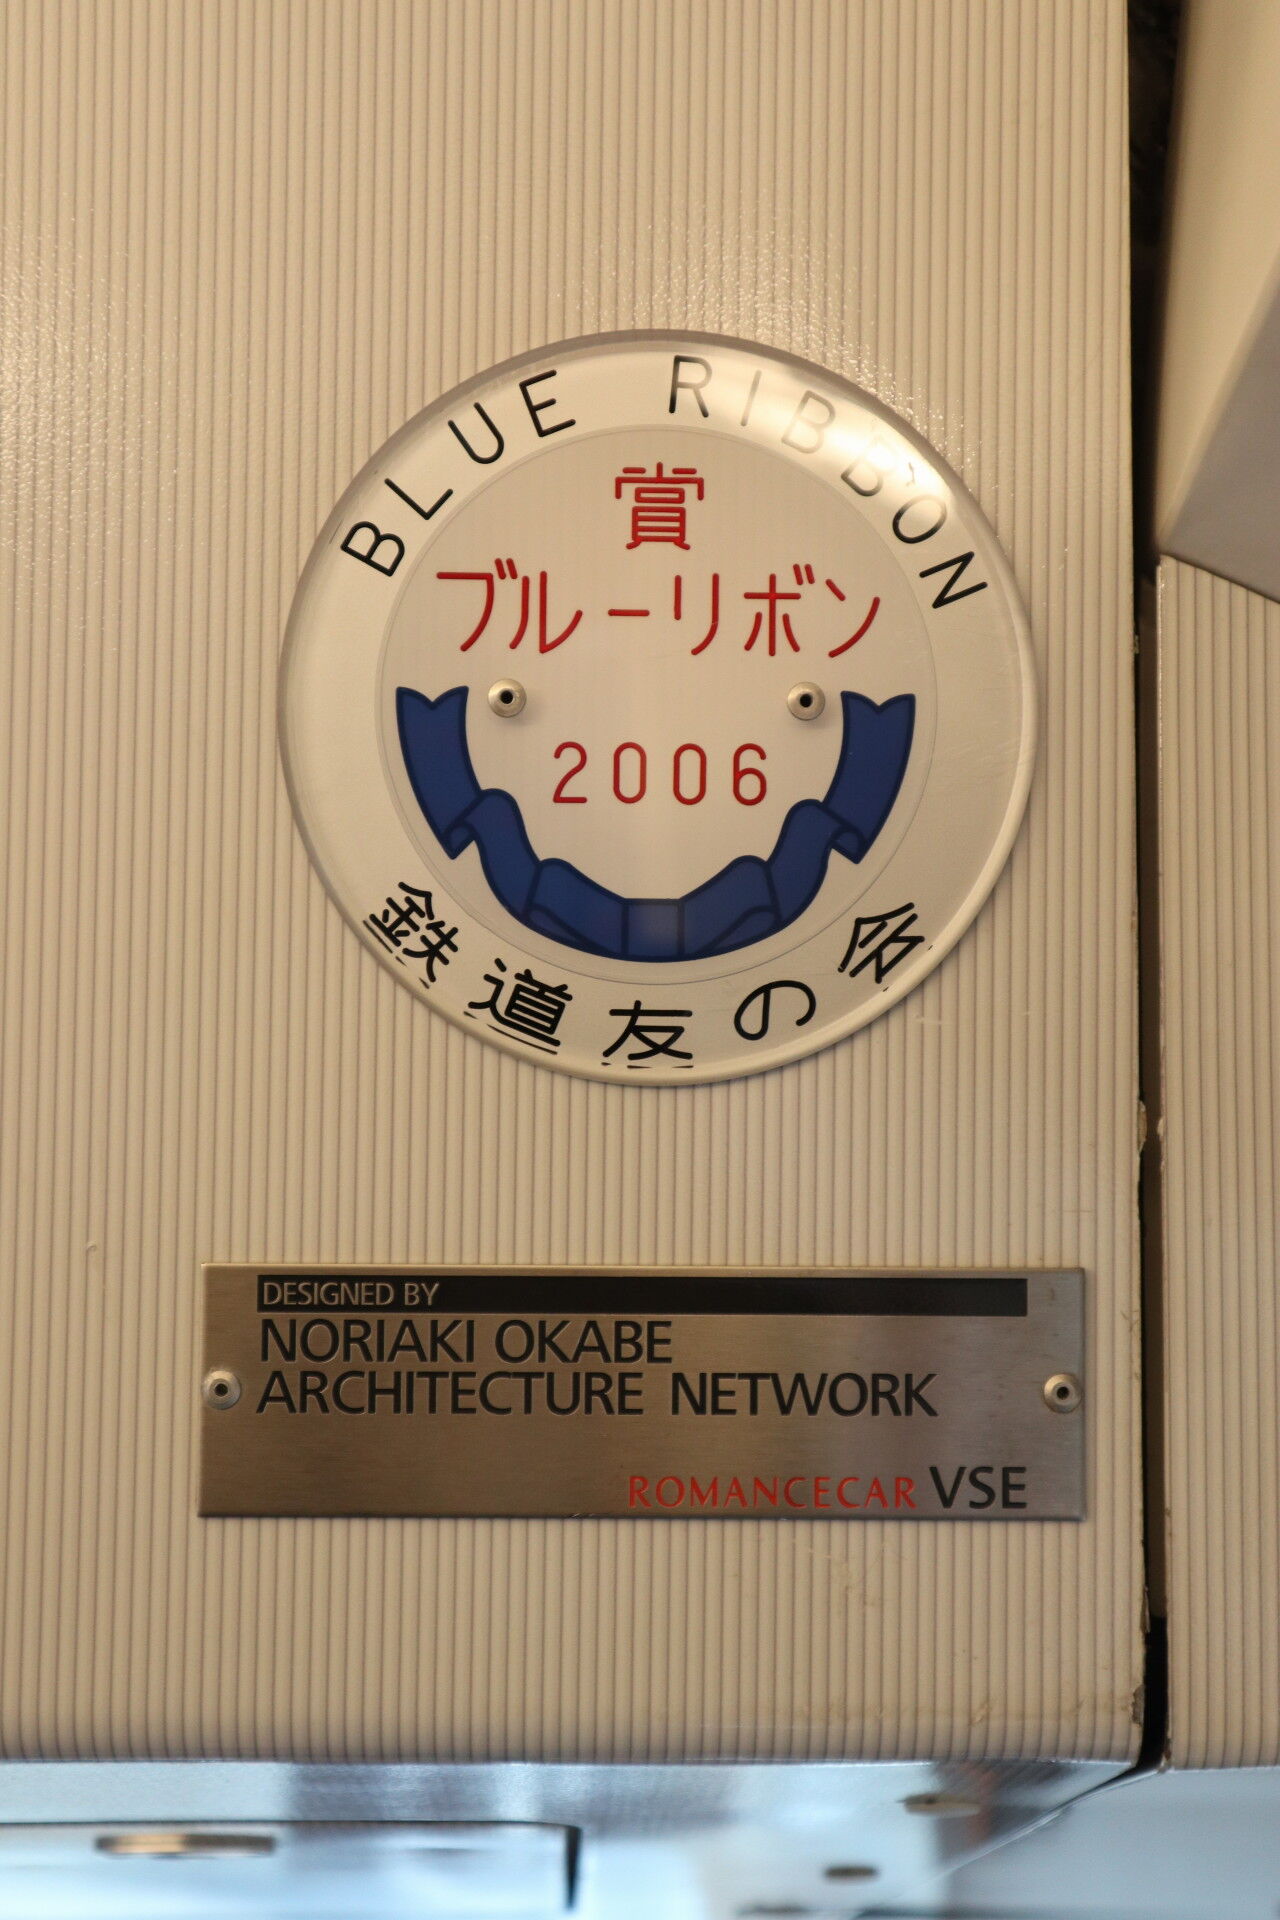 BLUE RIBBON
賞
ブルーリボン
2006
鉄道友の会
DESIGNED BY
NORIAKI OKABE
ARCHITECTURE NETWORK
ROMANCECAR VSE